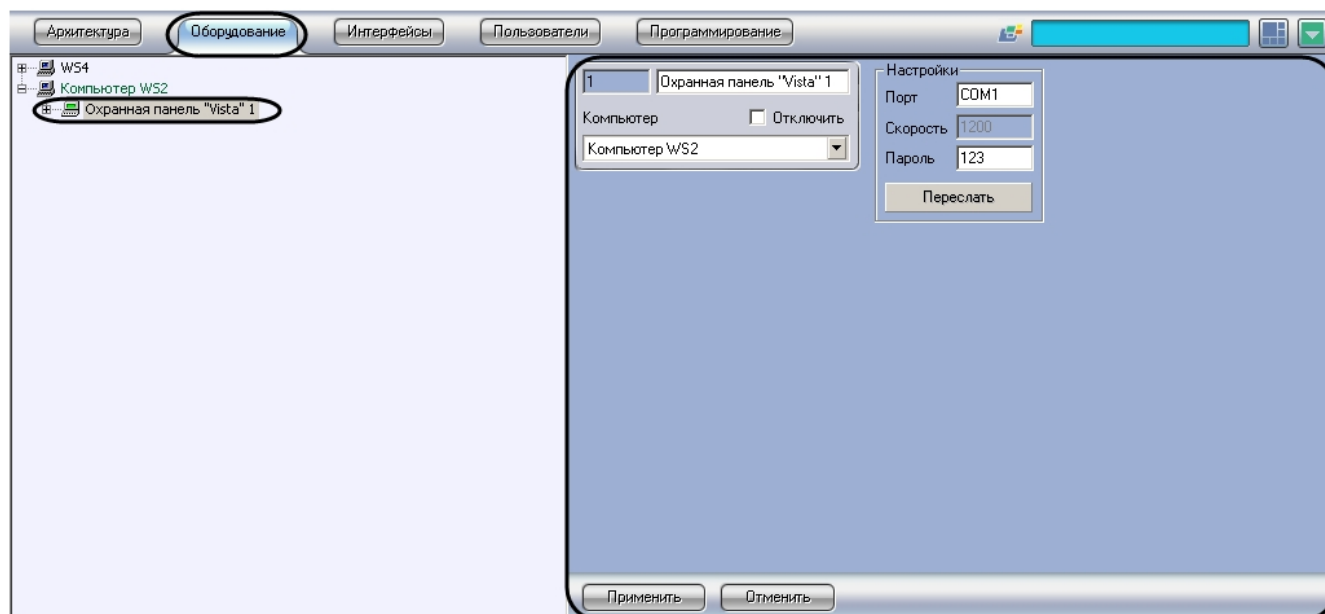 Архитектура Оборудование Интерфейсы Пользователи Программирование
WS4
Компьютер WS2
Охранная панель "Vista" 1
1 Охранная панель "Vista" 1
Компьютер Отключить
Компьютер WS2
Настройки
Порт COM1
Скорость 1200
Пароль 123
Переслать
Применить Отменить